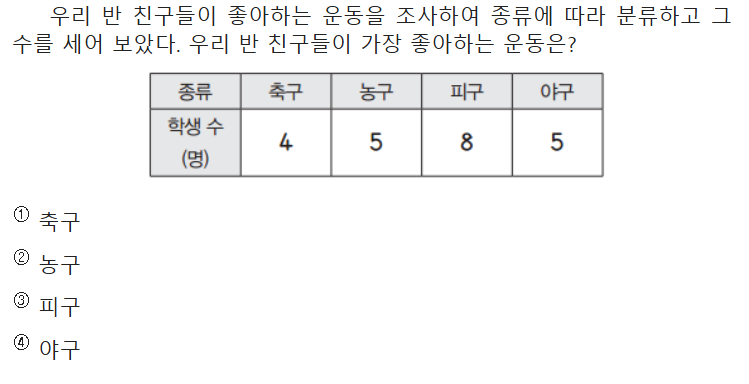 우리 반 친구들이 좋아하는 운동을 조사하여 종류에 따라 분류하고 그
수를 세어 보았다. 우리 반 친구들이 가장 좋아하는 운동은?
종류 축구 농구 피구 야구
학생 수
(명) 4 5 8 5
① 축구
② 농구
③ 피구
④ 야구